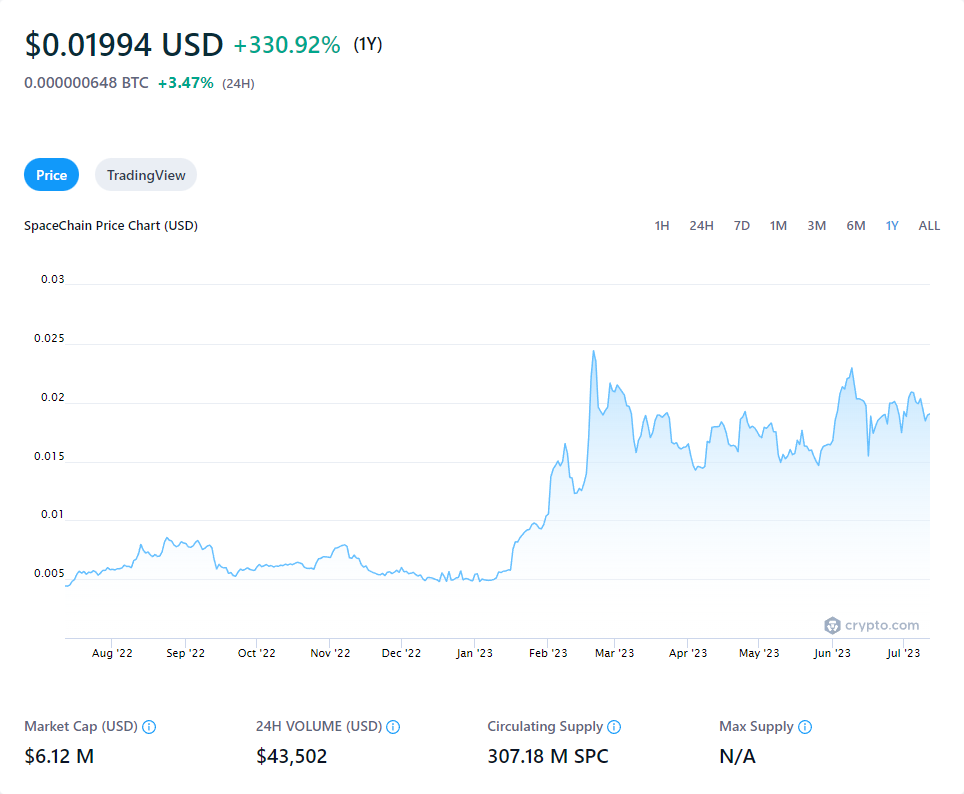 $0.01994 USD +330.92% (1Y)
0.000000648 BTC +3.47% (24H)
Price TradingView
SpaceChain Price Chart (USD) 1H 24H 7D 1M 3M 6M 1Y ALL
0.03
0.025
0.02
0.015
0.01
0.005
crypto.com
Aug '22 Sep '22 Oct '22 Nov '22 Dec '22 Jan '23 Feb '23 Mar '23 Apr '23 May '23 Jun '23 Jul '23
Market Cap (USD) 24H VOLUME (USD) Circulating Supply Max Supply
$6.12 M $43,502 307.18 M SPC N/A